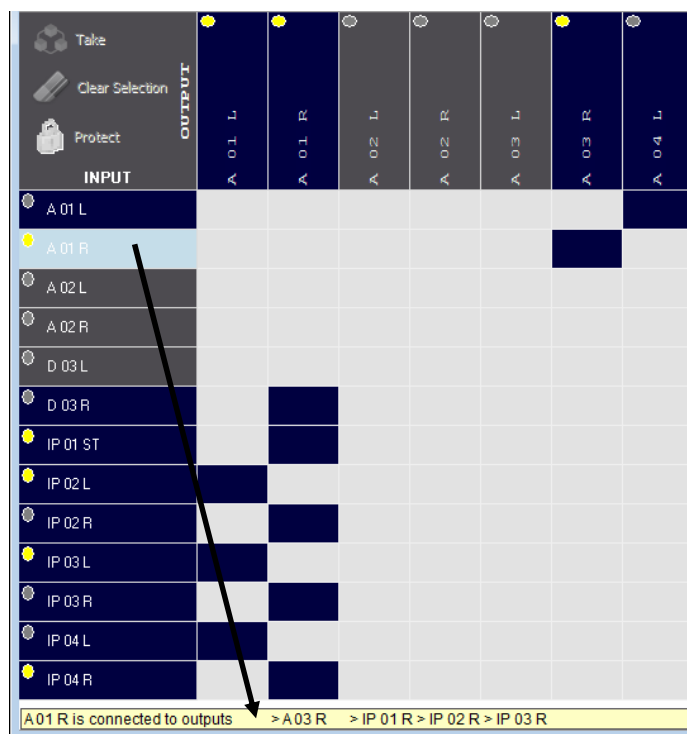 Take
Clear Selection
Protect
OUTPUT
INPUT
A 01 L
A 01 R
A 02 L
A 02 R
A 03 L
A 03 R
A 04 L
A 01 L
A 01 R
A 02 L
A 02 R
D 03 L
D 03 R
IP 01 ST
IP 02 L
IP 02 R
IP 03 L
IP 03 R
IP 04 L
IP 04 R
A 01 R is connected to outputs > A 03 R > IP 01 R > IP 02 R > IP 03 R